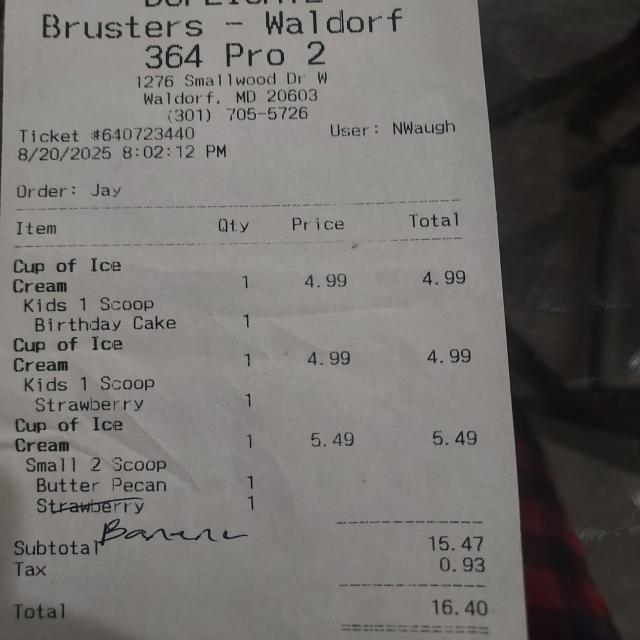 DUPLICATE
Brusters - Waldorf
364 Pro 2
1276 Smallwood Dr W
Waldorf, MD 20603
(301) 705-5726
Ticket #640723440 User: NWaugh
8/20/2025 8:02:12 PM
Order: Jay
Item Qty Price Total
Cup of Ice
Cream 1 4.99 4.99
Kids 1 Scoop
Birthday Cake 1
Cup of Ice
Cream 1 4.99 4.99
Kids 1 Scoop
Strawberry 1
Cup of Ice
Cream 1 5.49 5.49
Small 2 Scoop
Butter Pecan 1
Strawberry 1
Banana
Subtotal 15.47
Tax 0.93
Total 16.40